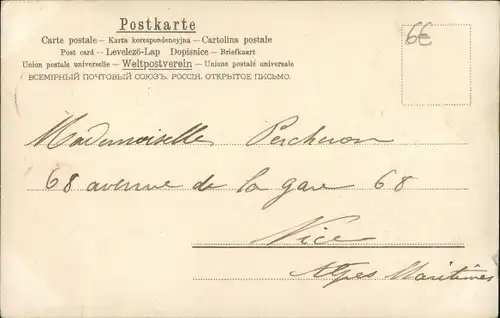 Postkarte
Carte postale – Karta korespondencyjna – Cartolina postale
Post card – Levelező-Lap Dopisnice – Briefkaart
Union postale universelle – Weltpostverein – Unione postale universale
ВСЕМІРНЫЙ ПОЧТОВЫЙ СОЮЗЪ. РОССІЯ. ОТКРЫТОЕ ПИСЬМО.
6€
Mademoiselle Percheron
68 avenue de la gare 68
Nice
Alpes Maritimes